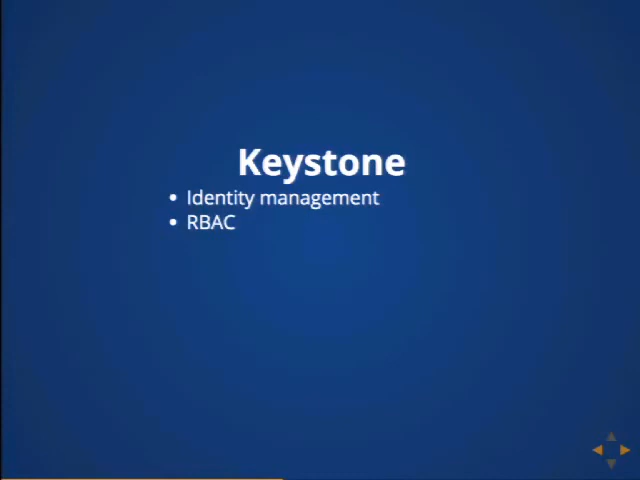 Keystone
• Identity management
• RBAC